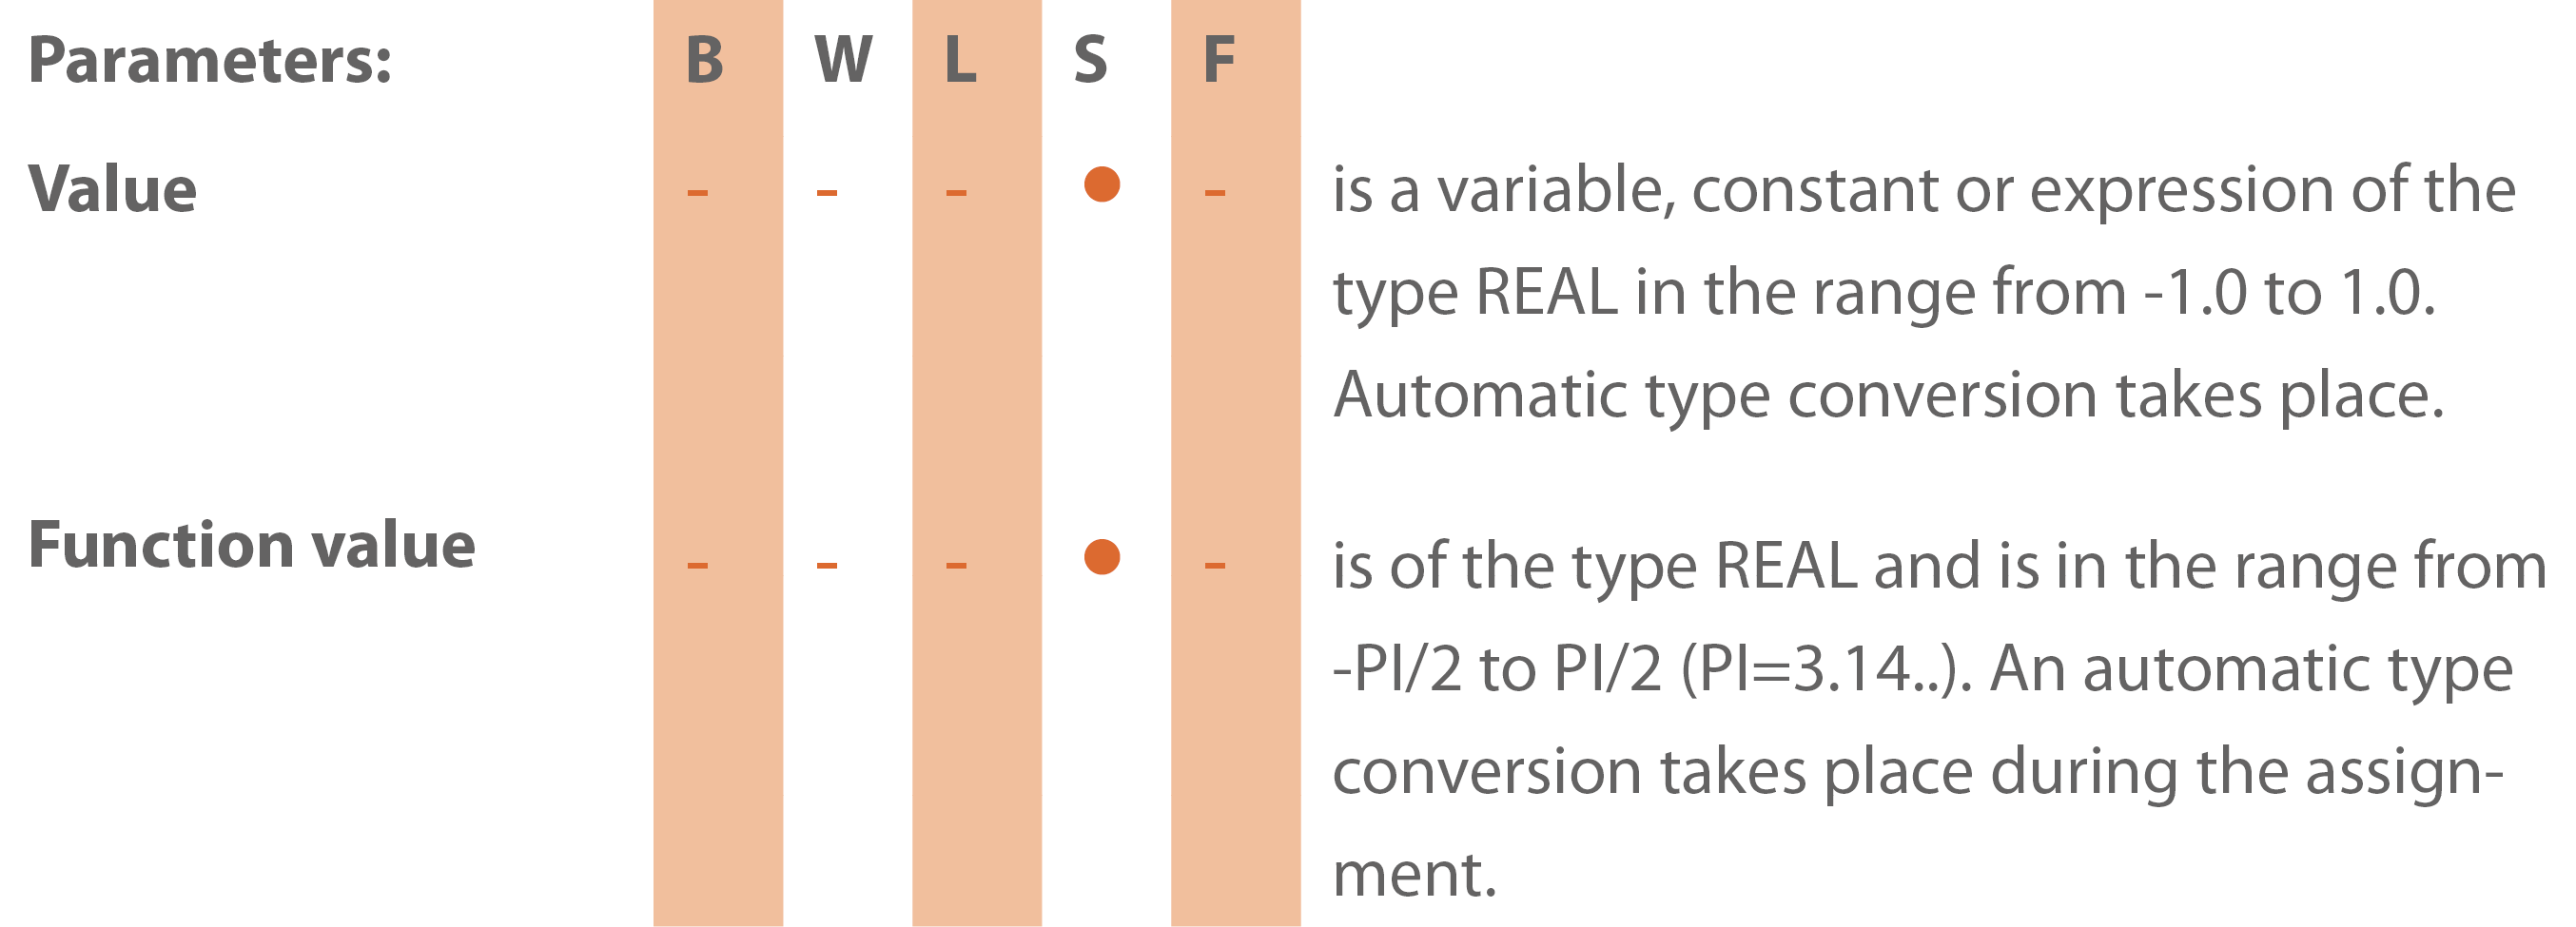 Parameters: B W L S F
Value - - - ● - is a variable, constant or expression of the
type REAL in the range from -1.0 to 1.0.
Automatic type conversion takes place.
Function value - - - ● - is of the type REAL and is in the range from
-PI/2 to PI/2 (PI=3.14..). An automatic type
conversion takes place during the assign-
ment.